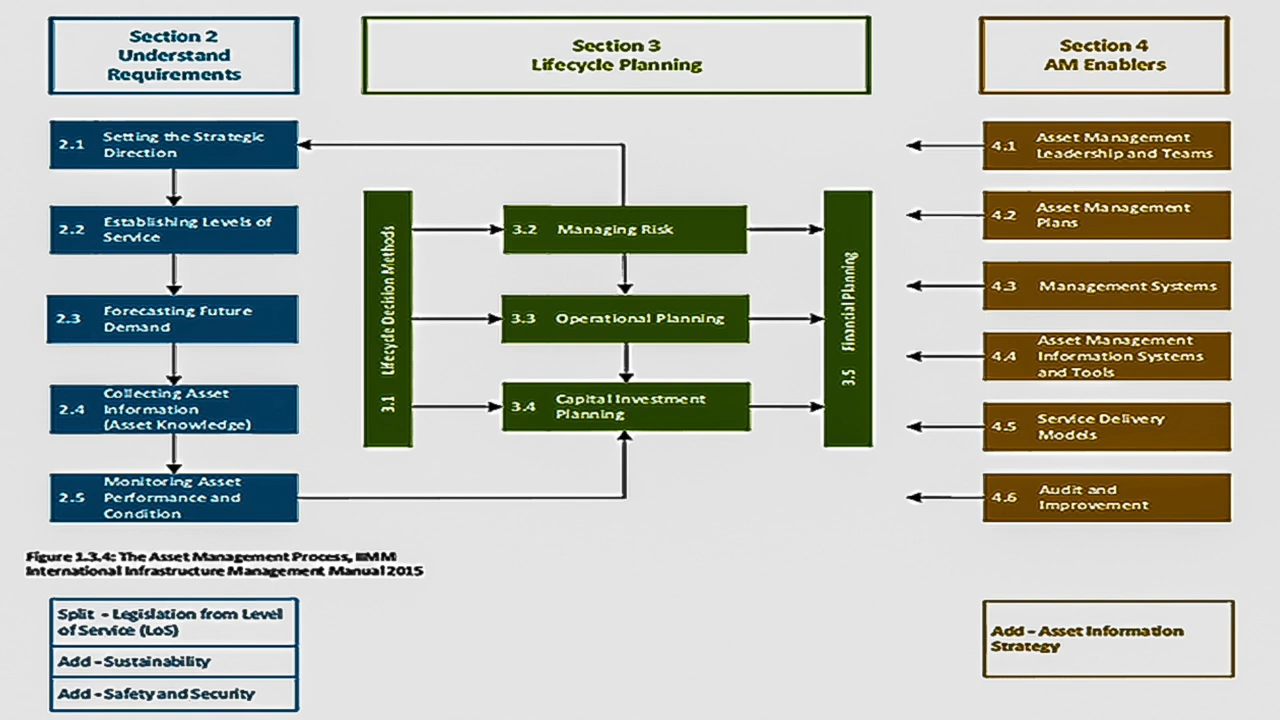 Section 2
Understand
Requirements
Section 3
Lifecycle Planning
Section 4
AM Enablers
2.1 Setting the Strategic
Direction
2.2 Establishing Levels of
Service
2.3 Forecasting Future
Demand
2.4 Collecting Asset
Information
(Asset Knowledge)
2.5 Monitoring Asset
Performance and
Condition
3.1 Lifecycle Decision Methods
3.2 Managing Risk
3.3 Operational Planning
3.4 Capital Investment
Planning
3.5 Financial Planning
4.1 Asset Management
Leadership and Teams
4.2 Asset Management
Plans
4.3 Management Systems
4.4 Asset Management
Information Systems
and Tools
4.5 Service Delivery
Models
4.6 Audit and
Improvement
Figure 1.3.4: The Asset Management Process, IIMM
International Infrastructure Management Manual 2015
Split - Legislation from Level
of Service (LoS)
Add - Sustainability
Add - Safety and Security
Add - Asset Information
Strategy